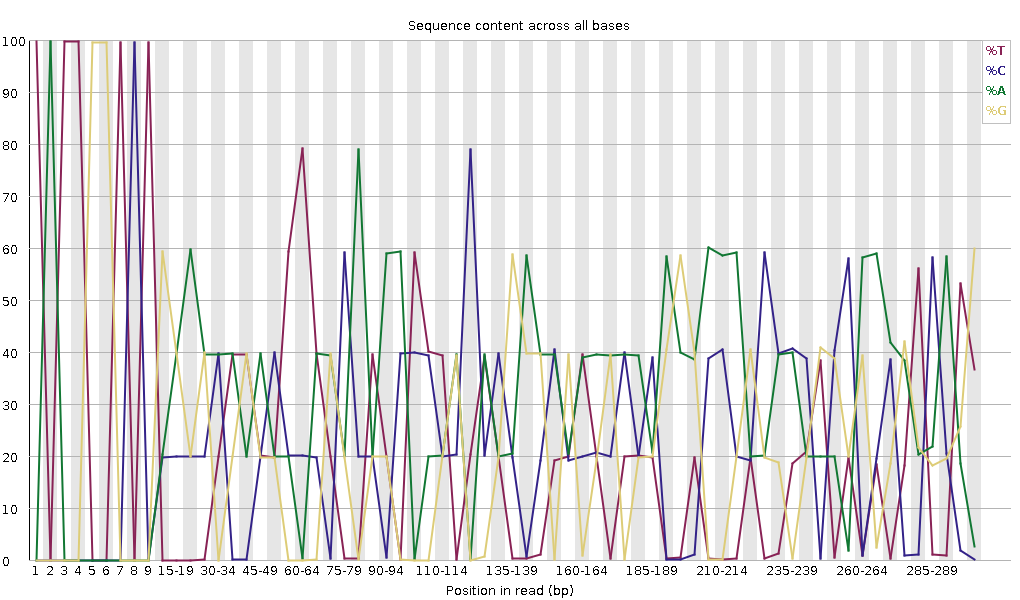 Sequence content across all bases
%T
%C
%A
%G
100
90
80
70
60
50
40
30
20
10
0
1 2 3 4 5 6 7 8 9 15-19 30-34 45-49 60-64 75-79 90-94 110-114 135-139 160-164 185-189 210-214 235-239 260-264 285-289
Position in read (bp)